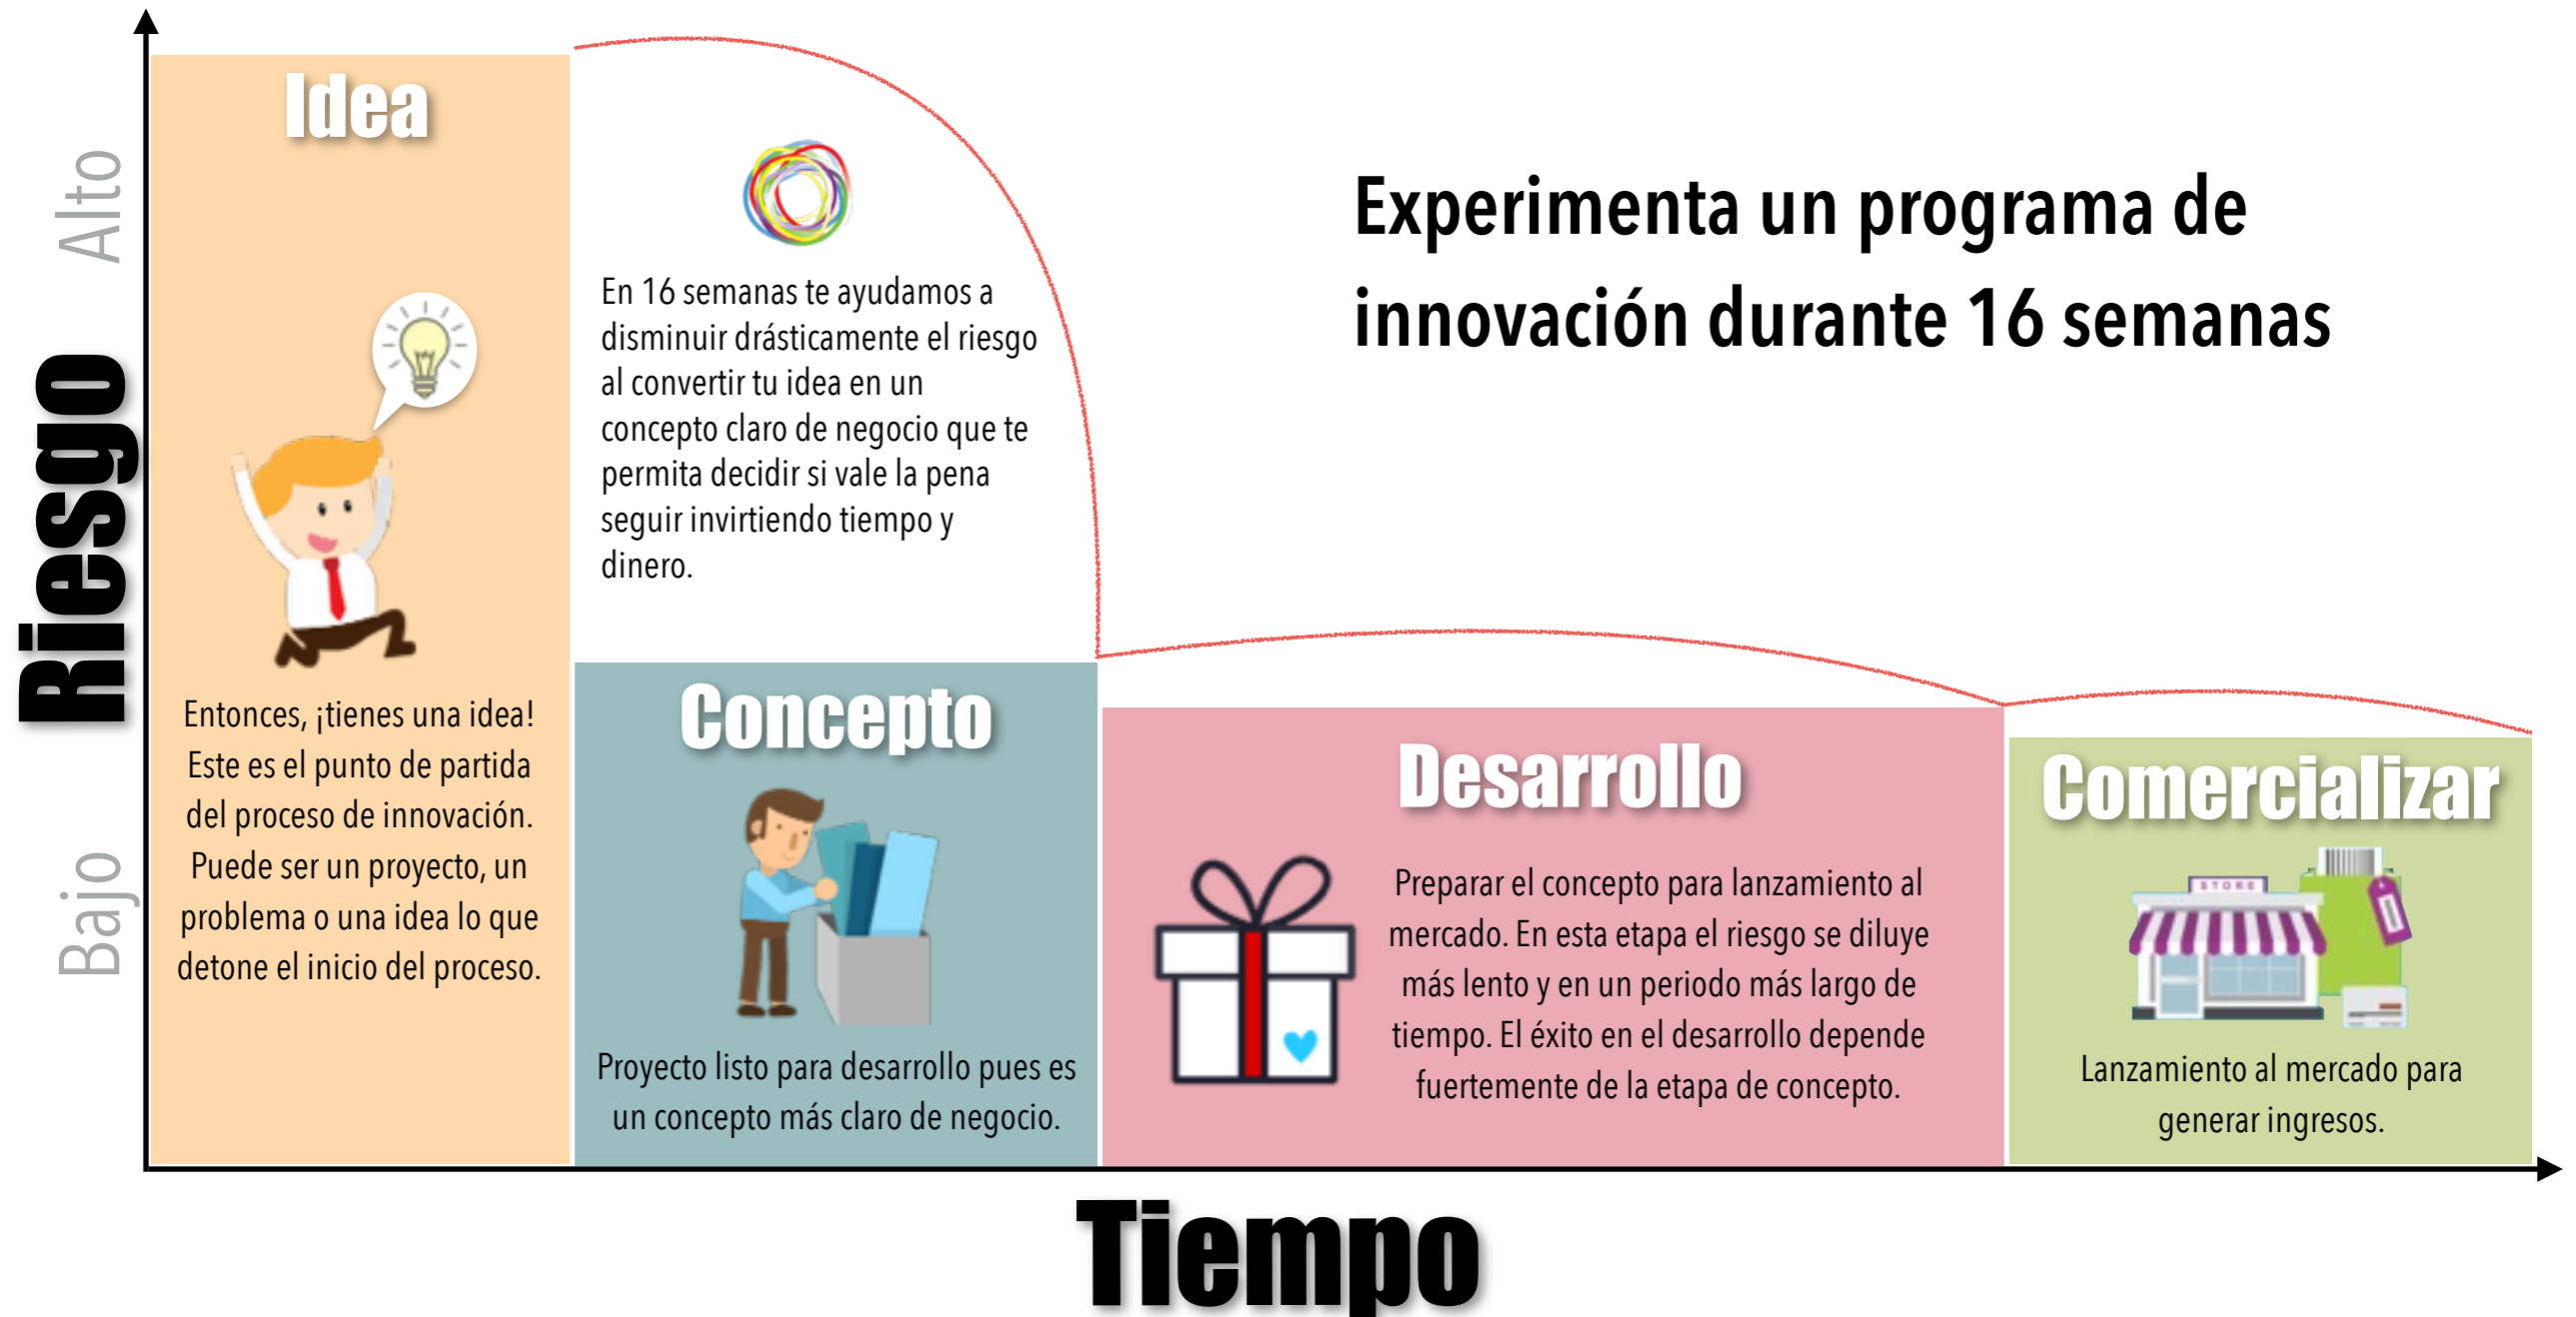 Experimenta un programa de
innovación durante 16 semanas
Riesgo
Alto
Bajo
Idea
Entonces, ¡tienes una idea!
Este es el punto de partida
del proceso de innovación.
Puede ser un proyecto, un
problema o una idea lo que
detone el inicio del proceso.
En 16 semanas te ayudamos a
disminuir drásticamente el riesgo
al convertir tu idea en un
concepto claro de negocio que te
permita decidir si vale la pena
seguir invirtiendo tiempo y
dinero.
Concepto
Proyecto listo para desarrollo pues es
un concepto más claro de negocio.
Desarrollo
Preparar el concepto para lanzamiento al
mercado. En esta etapa el riesgo se diluye
más lento y en un periodo más largo de
tiempo. El éxito en el desarrollo depende
fuertemente de la etapa de concepto.
Comercializar
STORE
Lanzamiento al mercado para
generar ingresos.
Tiempo